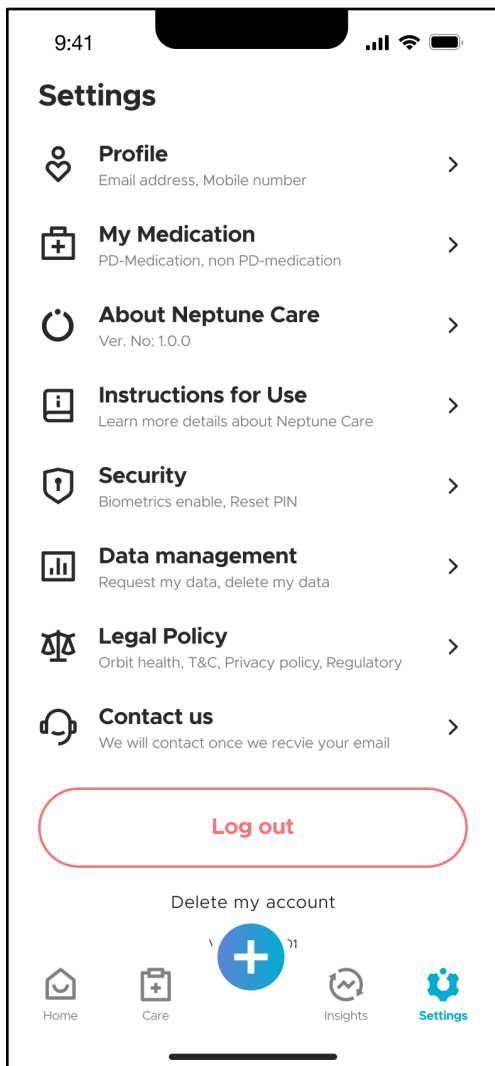 9:41
Settings
Profile
Email address, Mobile number
My Medication
PD-Medication, non PD-medication
About Neptune Care
Ver. No: 1.0.0
Instructions for Use
Learn more details about Neptune Care
Security
Biometrics enable, Reset PIN
Data management
Request my data, delete my data
Legal Policy
Orbit health, T&C, Privacy policy, Regulatory
Contact us
We will contact once we recvie your email
Log out
Delete my account
Home
Care
Insights
Settings